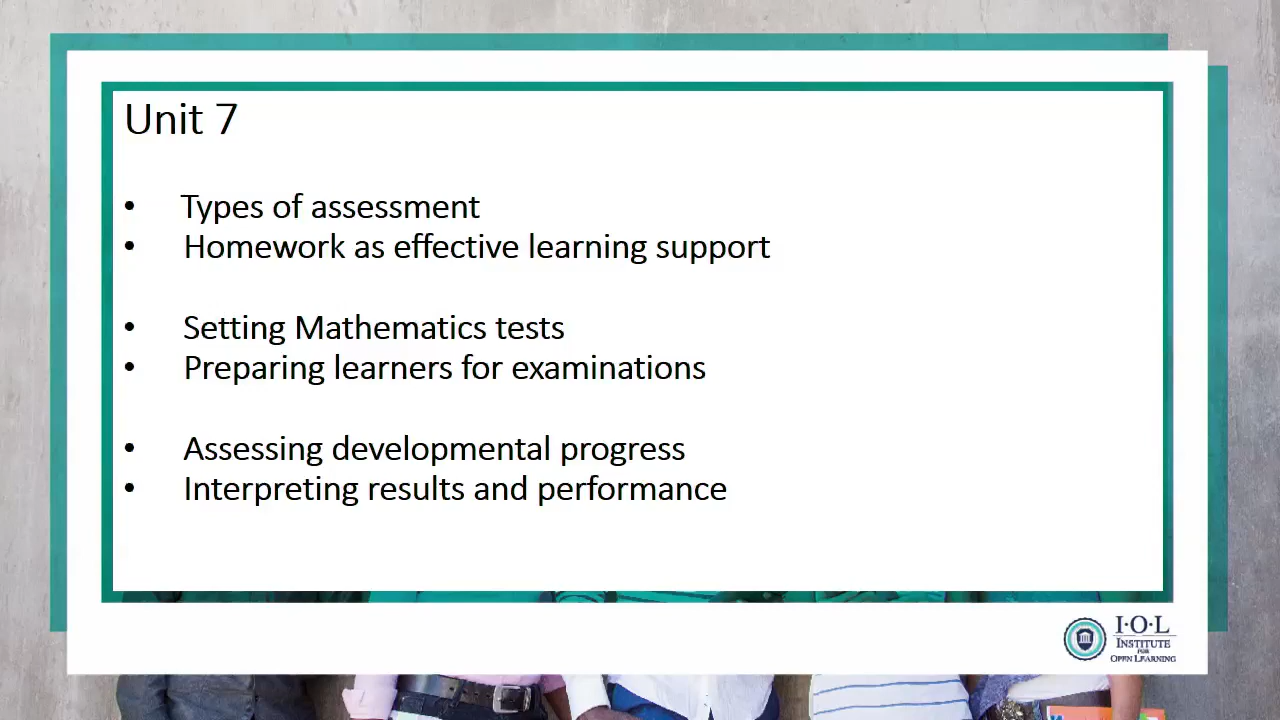 Unit 7
• Types of assessment
• Homework as effective learning support
• Setting Mathematics tests
• Preparing learners for examinations
• Assessing developmental progress
• Interpreting results and performance
I·O·L
INSTITUTE
FOR
OPEN LEARNING